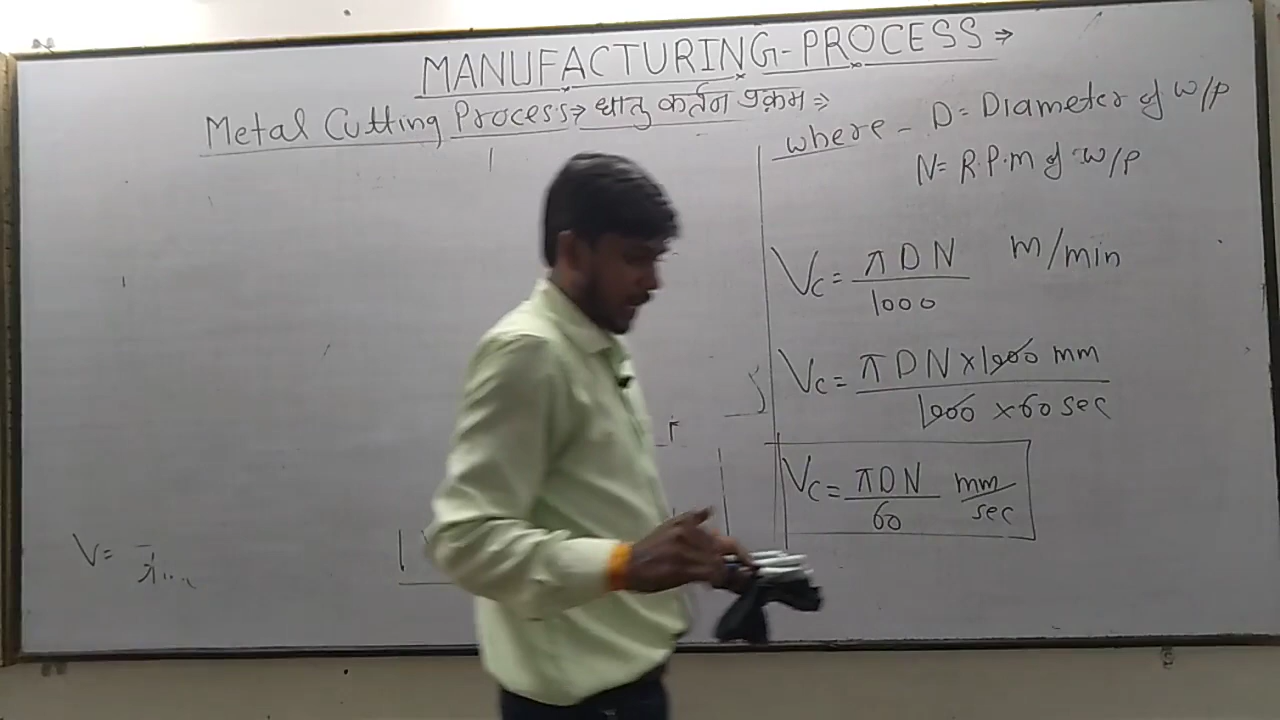 MANUFACTURING-PROCESS ⇒
Metal Cutting Process ⇒ धातु कर्तन प्रक्रम ⇒
where - D = Diameter of w/p
N = R.P.m of w/p
Vc = πDN / 1000 m/min
Vc = πDN × 1000 mm / 1000 × 60 sec
Vc = πDN / 60 mm/sec
V =